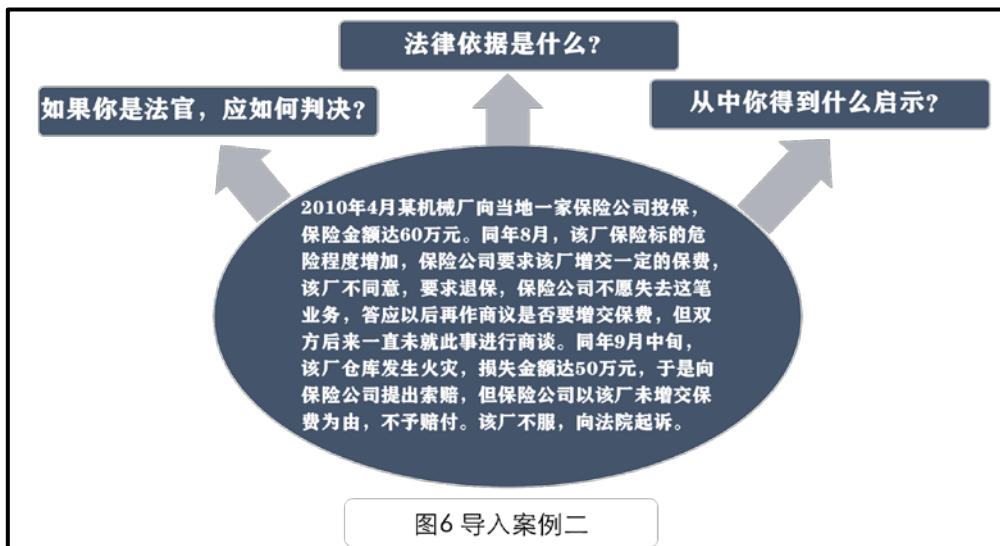 法律依据是什么?
如果你是法官，应如何判决?
从中你得到什么启示?
2010年4月某机械厂向当地一家保险公司投保，
保险金额达60万元。同年8月，该厂保险标的危
险程度增加，保险公司要求该厂增交一定的保费，
该厂不同意，要求退保，保险公司不愿失去这笔
业务，答应以后再作商议是否要增交保费，但双
方后来一直未就此事进行商谈。同年9月中旬，
该厂仓库发生火灾，损失金额达50万元，于是向
保险公司提出索赔，但保险公司以该厂未增交保
费为由，不予赔付。该厂不服，向法院起诉。
图6 导入案例二